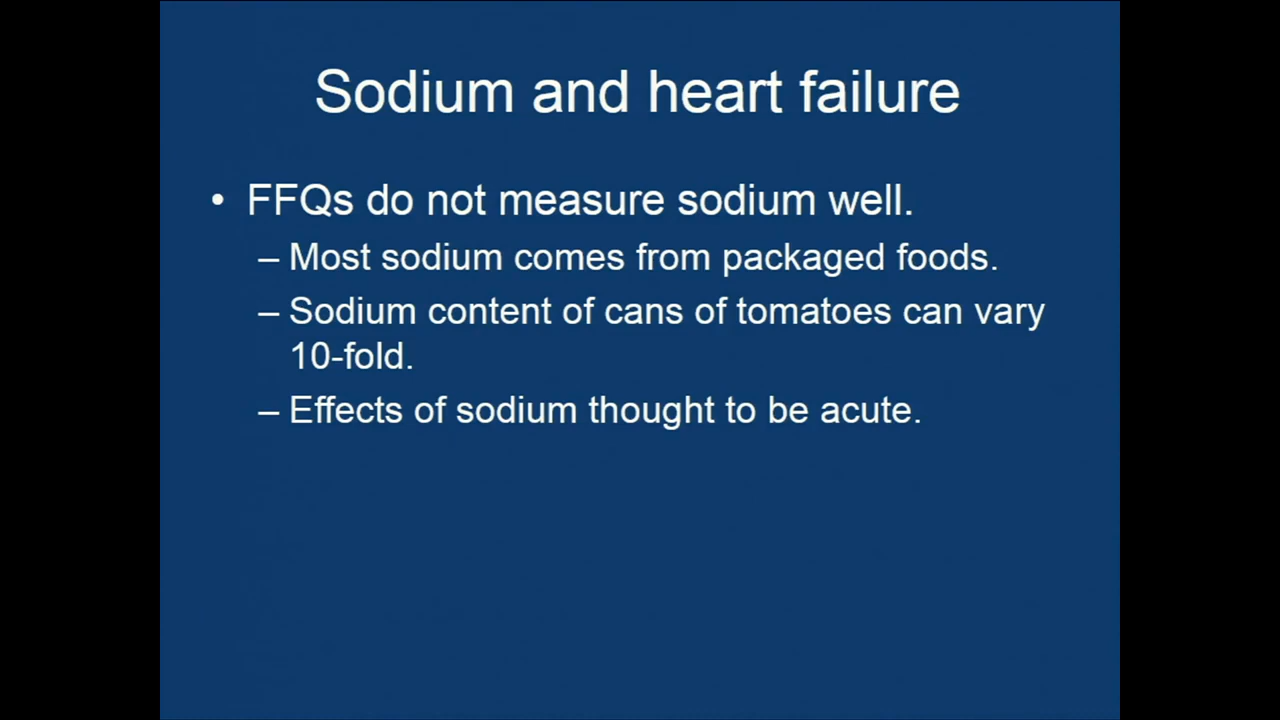 Sodium and heart failure
• FFQs do not measure sodium well.
– Most sodium comes from packaged foods.
– Sodium content of cans of tomatoes can vary
10-fold.
– Effects of sodium thought to be acute.